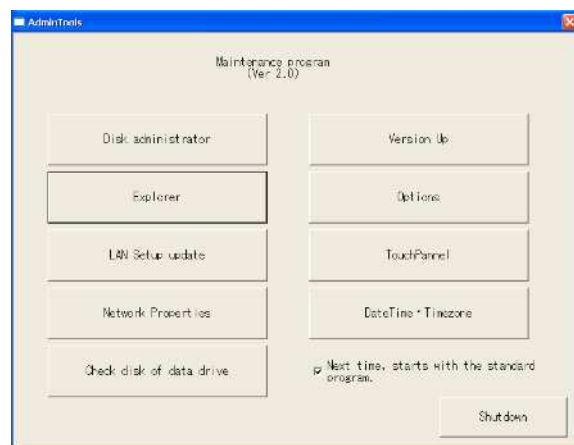 AdminTools
Maintenance program
(Ver 2.0)
Disk administrator
Version Up
Explorer
Options
LAN Setup update
TouchPannel
Network Properties
DateTime・Timezone
Check disk of data drive
Next time, starts with the standard
program.
Shutdown